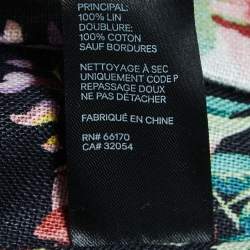 PRINCIPAL:
100% LIN
DOUBLURE:
100% COTON
SAUF BORDURES
NETTOYAGE À SEC
UNIQUEMENT CODE P
REPASSAGE DOUX
NE PAS DÉTACHER
FABRIQUÉ EN CHINE
RN# 66170
CA# 32054